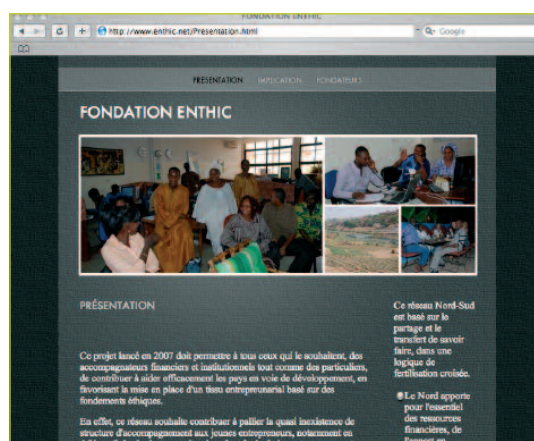 FONDATION ENTHIC
http://www.enthic.net/Presentation.html
Google
PRESENTATION IMPLICATION FONDATEURS
FONDATION ENTHIC
PRÉSENTATION
Ce projet lancé en 2007 doit permettre à tous ceux qui le souhaitent, des
accompagnateurs financiers et institutionnels tout comme des particuliers,
de contribuer à aider efficacement les pays en voie de développement, en
favorisant la mise en place d'un tissu entrepreneurial basé sur des
fondements éthiques.
En effet, ce réseau souhaite contribuer à pallier la quasi inexistence de
structure d'accompagnement aux jeunes entrepreneurs, notamment en
Ce réseau Nord-Sud
est basé sur le
partage et le
transfert de savoir
faire, dans une
logique de
fertilisation croisée.
Le Nord apporte
pour l'essentiel
des ressources
financières, de